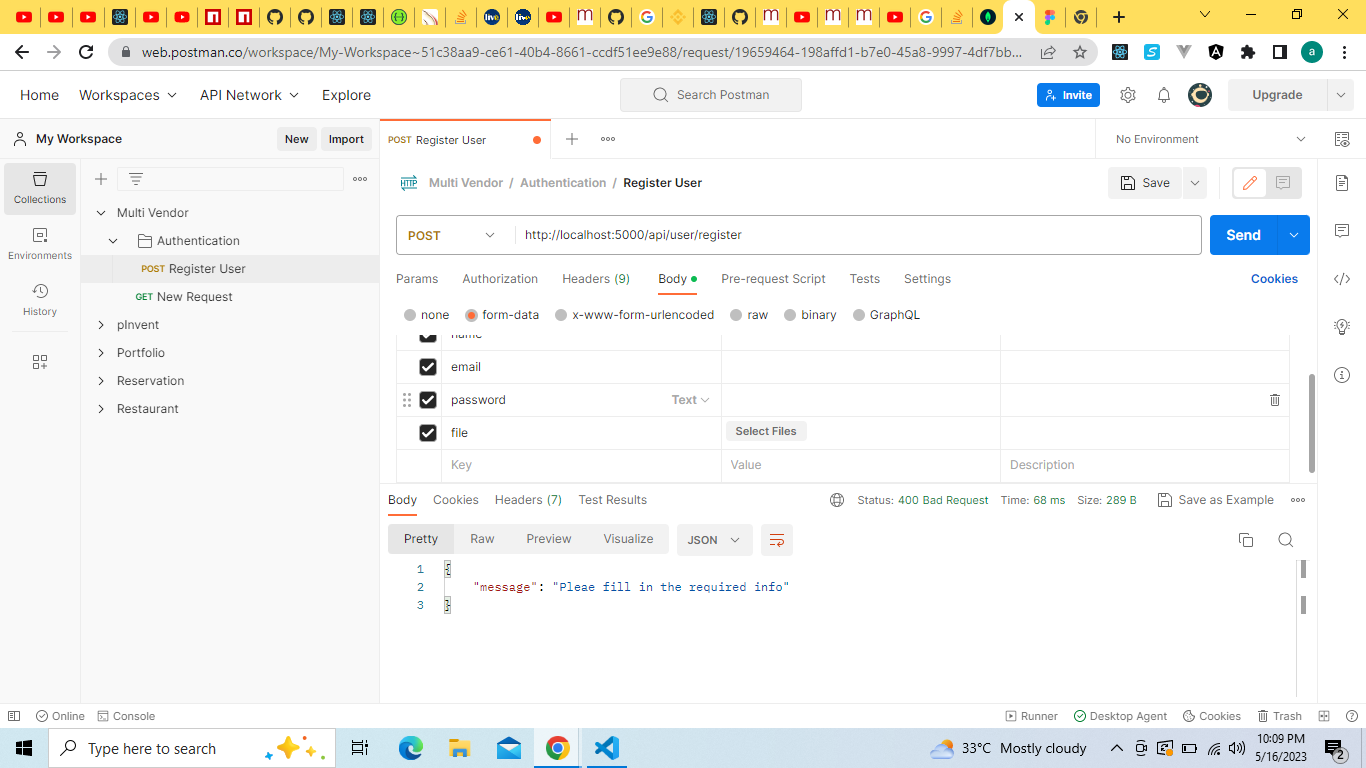 web.postman.co/workspace/My-Workspace~51c38aa9-ce61-40b4-8661-ccdf51ee9e88/request/19659464-198affd1-b7e0-45a8-9997-4df7bb...
a
Home
Workspaces
API Network
Explore
Search Postman
Invite
Upgrade
My Workspace
New
Import
POST Register User
No Environment
Collections
Environments
History
Multi Vendor
Authentication
POST Register User
GET New Request
pInvent
Portfolio
Reservation
Restaurant
HTTP Multi Vendor / Authentication / Register User
Save
POST
http://localhost:5000/api/user/register
Send
Params
Authorization
Headers (9)
Body
Pre-request Script
Tests
Settings
Cookies
none
form-data
x-www-form-urlencoded
raw
binary
GraphQL
name
email
password
Text
file
Select Files
Key
Value
Description
Body
Cookies
Headers (7)
Test Results
Status: 400 Bad Request
Time: 68 ms
Size: 289 B
Save as Example
Pretty
Raw
Preview
Visualize
JSON
1 {
2 "message": "Pleae fill in the required info"
3 }
Online
Console
Runner
Desktop Agent
Cookies
Trash
Type here to search
33°C Mostly cloudy
10:09 PM
5/16/2023
2